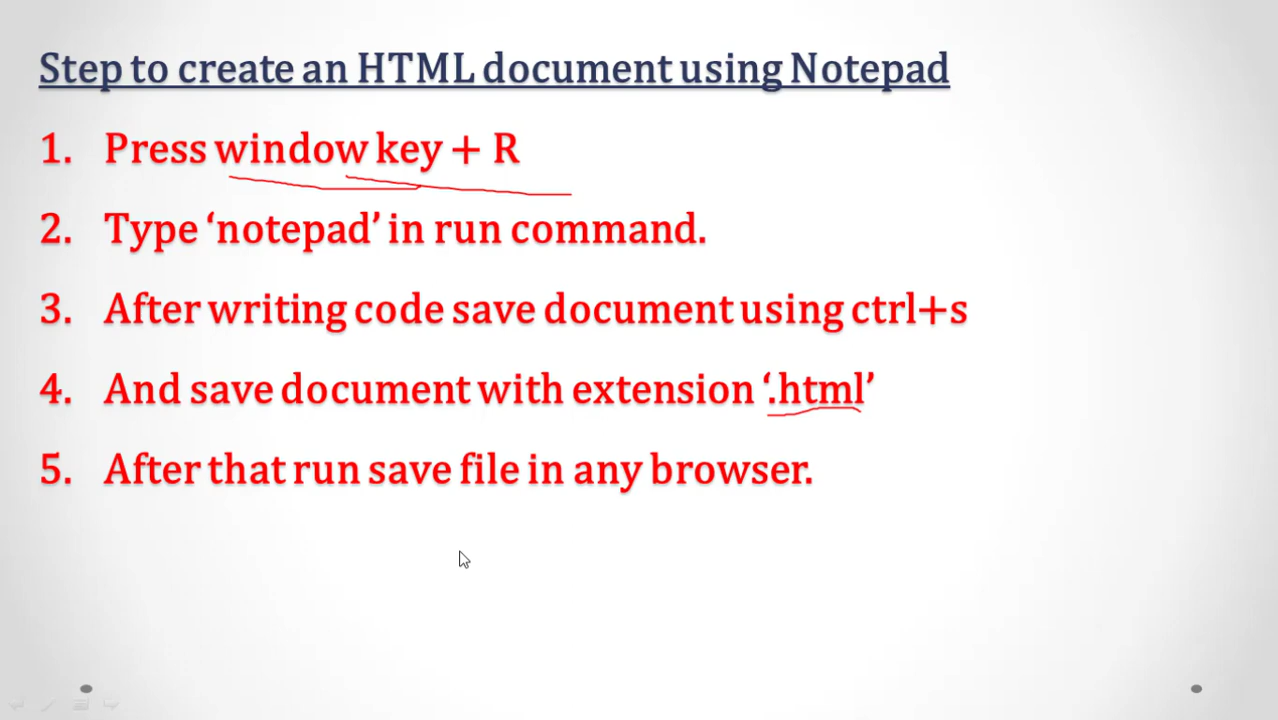 Step to create an HTML document using Notepad
1. Press window key + R
2. Type ‘notepad’ in run command.
3. After writing code save document using ctrl+s
4. And save document with extension ‘.html’
5. After that run save file in any browser.